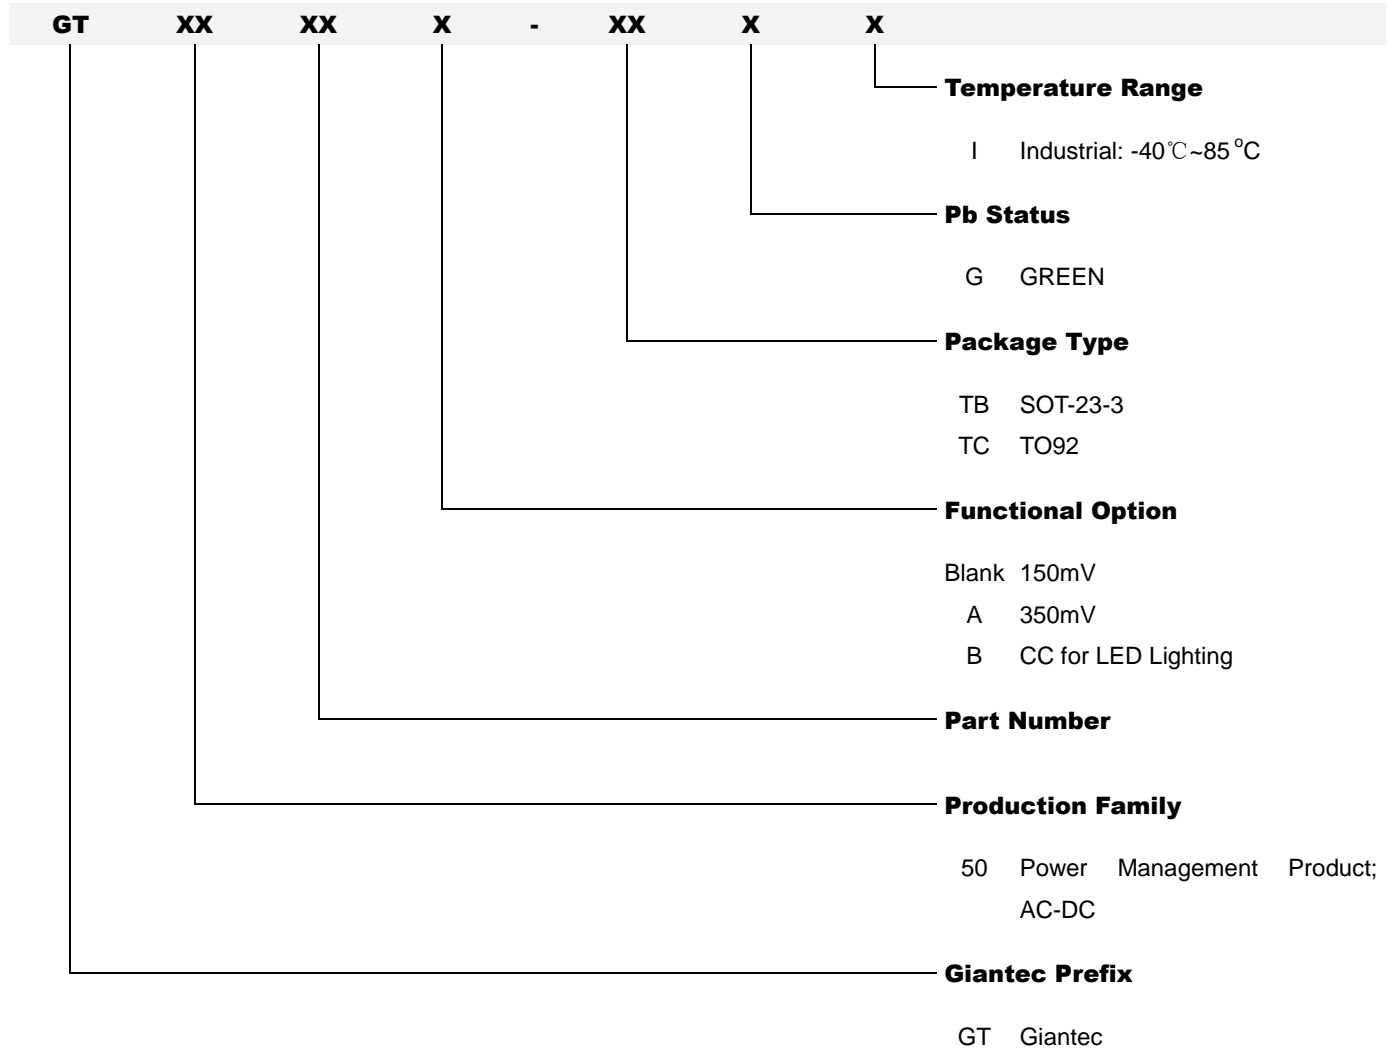 GT XX XX X - XX X X
Temperature Range
I Industrial: -40℃~85 oC
Pb Status
G GREEN
Package Type
TB SOT-23-3
TC TO92
Functional Option
Blank 150mV
A 350mV
B CC for LED Lighting
Part Number
Production Family
50 Power Management Product;
AC-DC
Giantec Prefix
GT Giantec